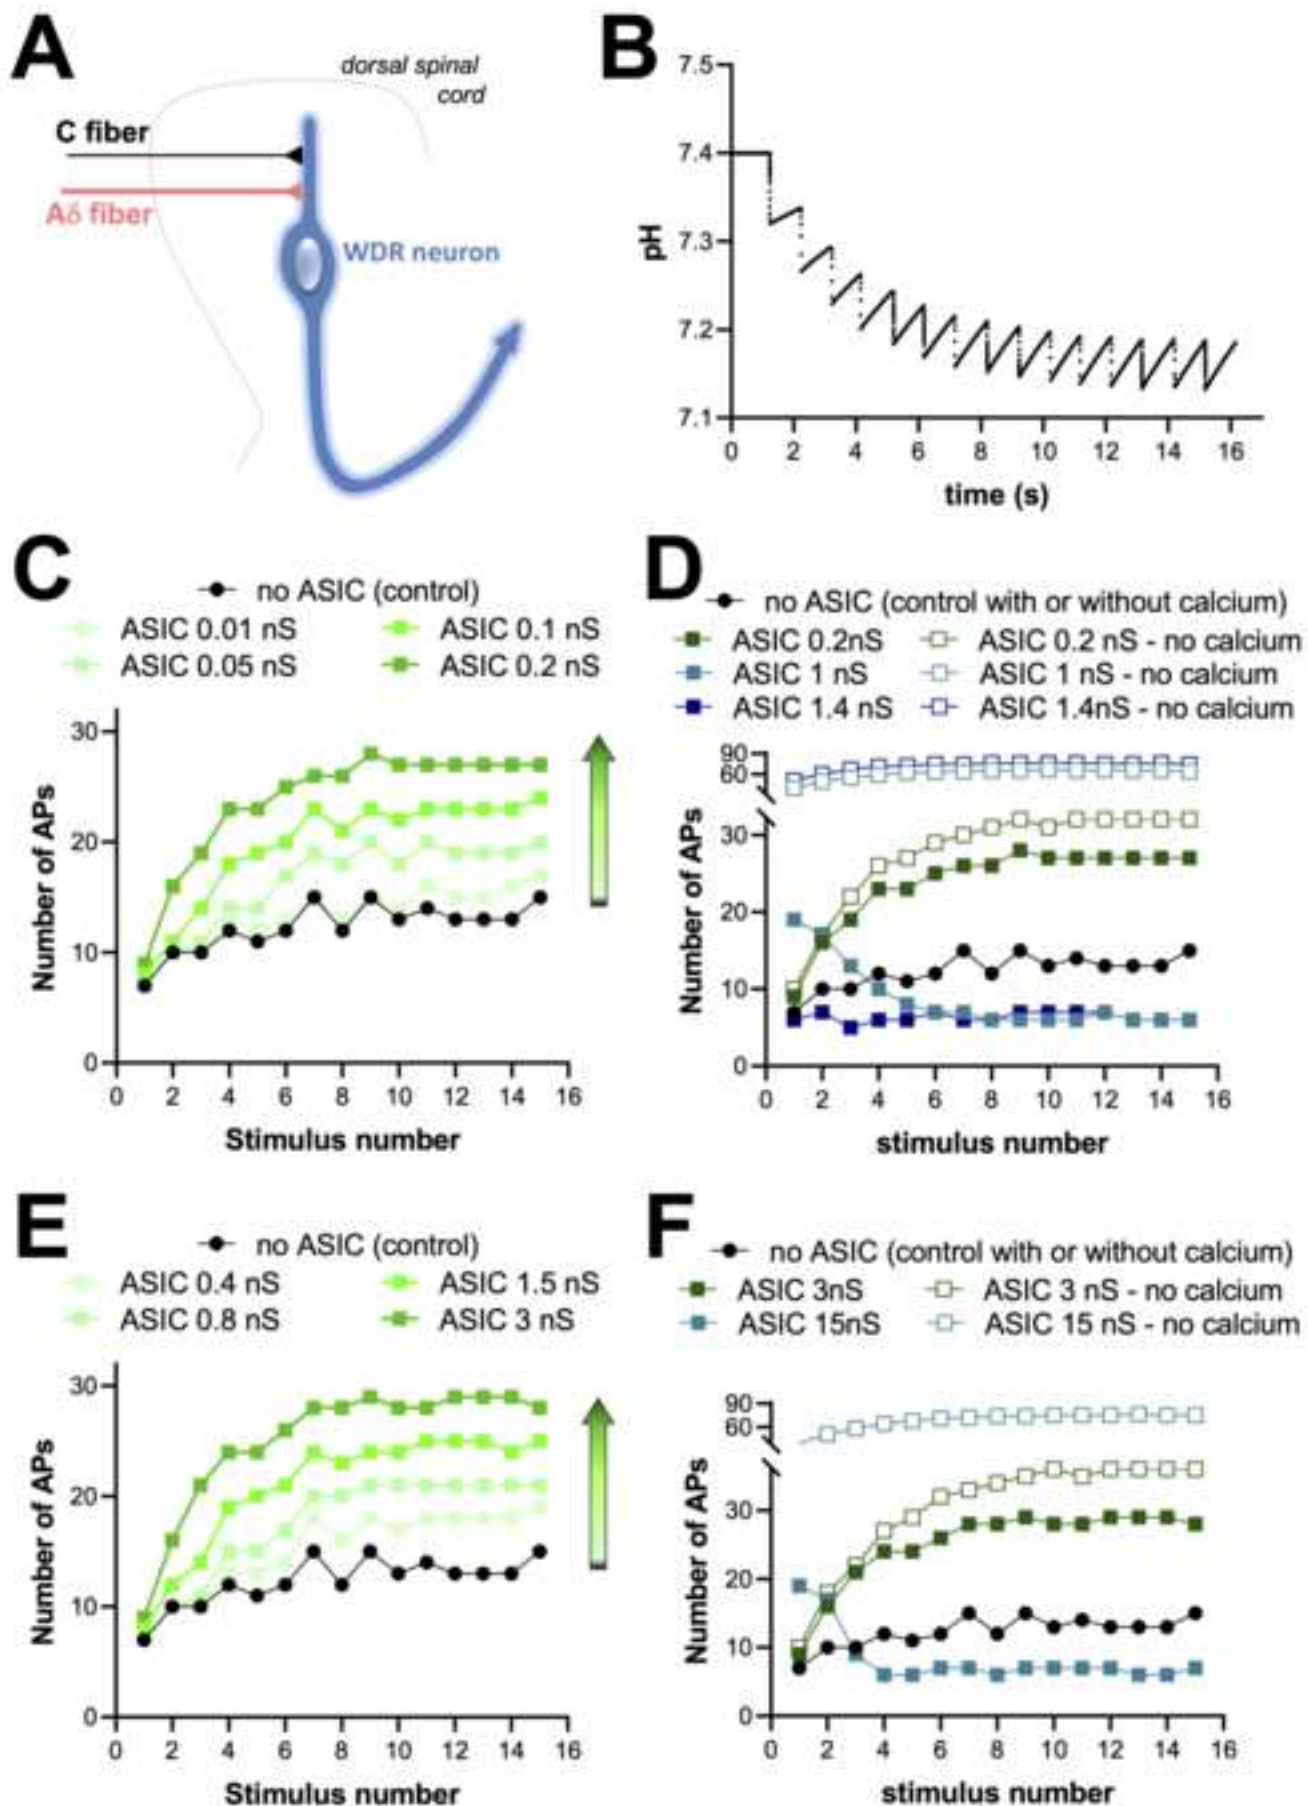 A
dorsal spinal
cord
C fiber
Aδ fiber
WDR neuron
B
7.5
7.4
7.3
7.2
7.1
pH
0 2 4 6 8 10 12 14 16
time (s)
C
no ASIC (control)
ASIC 0.01 nS ASIC 0.1 nS
ASIC 0.05 nS ASIC 0.2 nS
30
20
10
0
Number of APs
0 2 4 6 8 10 12 14 16
Stimulus number
D
no ASIC (control with or without calcium)
ASIC 0.2nS ASIC 0.2 nS - no calcium
ASIC 1 nS ASIC 1 nS - no calcium
ASIC 1.4 nS ASIC 1.4nS - no calcium
90
60
30
20
10
0
Number of APs
0 2 4 6 8 10 12 14 16
stimulus number
E
no ASIC (control)
ASIC 0.4 nS ASIC 1.5 nS
ASIC 0.8 nS ASIC 3 nS
30
20
10
0
Number of APs
0 2 4 6 8 10 12 14 16
Stimulus number
F
no ASIC (control with or without calcium)
ASIC 3nS ASIC 3 nS - no calcium
ASIC 15nS ASIC 15 nS - no calcium
90
60
30
20
10
0
Number of APs
0 2 4 6 8 10 12 14 16
stimulus number